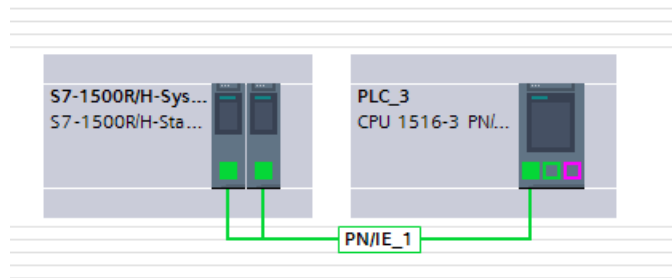 S7-1500R/H-Sys...
S7-1500R/H-Sta...
PLC_3
CPU 1516-3 PN/...
PN/IE_1